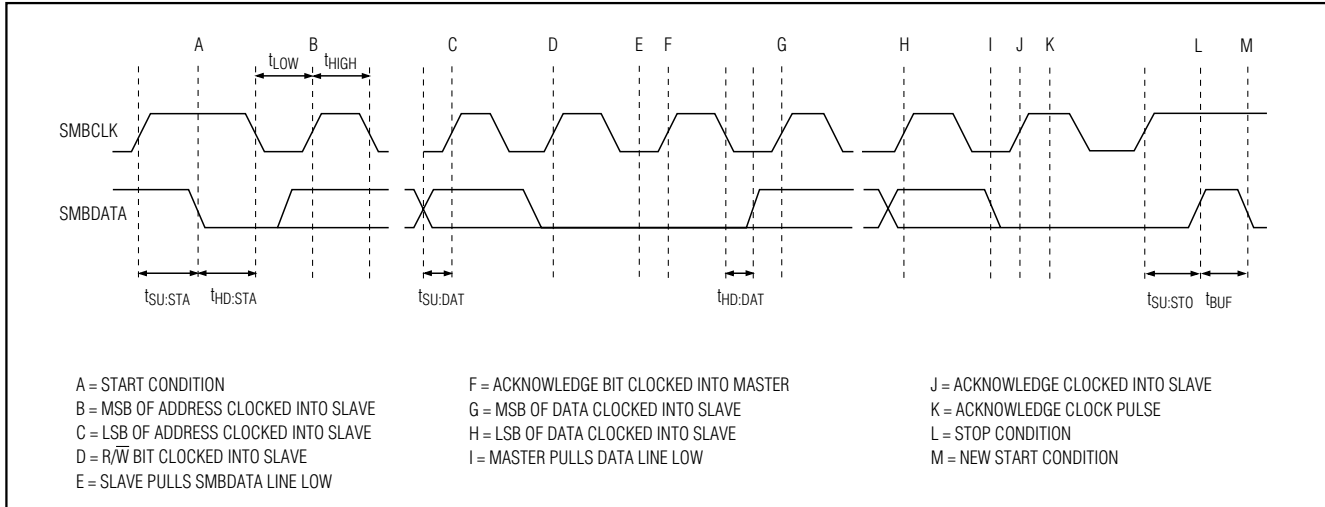 A B C D E F G H I J K L M
tLOW tHIGH
SMBCLK
SMBDATA
tSU:STA tHD:STA tSU:DAT tHD:DAT tSU:STO tBUF
A = START CONDITION
B = MSB OF ADDRESS CLOCKED INTO SLAVE
C = LSB OF ADDRESS CLOCKED INTO SLAVE
D = R/W̅ BIT CLOCKED INTO SLAVE
E = SLAVE PULLS SMBDATA LINE LOW
F = ACKNOWLEDGE BIT CLOCKED INTO MASTER
G = MSB OF DATA CLOCKED INTO SLAVE
H = LSB OF DATA CLOCKED INTO SLAVE
I = MASTER PULLS DATA LINE LOW
J = ACKNOWLEDGE CLOCKED INTO SLAVE
K = ACKNOWLEDGE CLOCK PULSE
L = STOP CONDITION
M = NEW START CONDITION